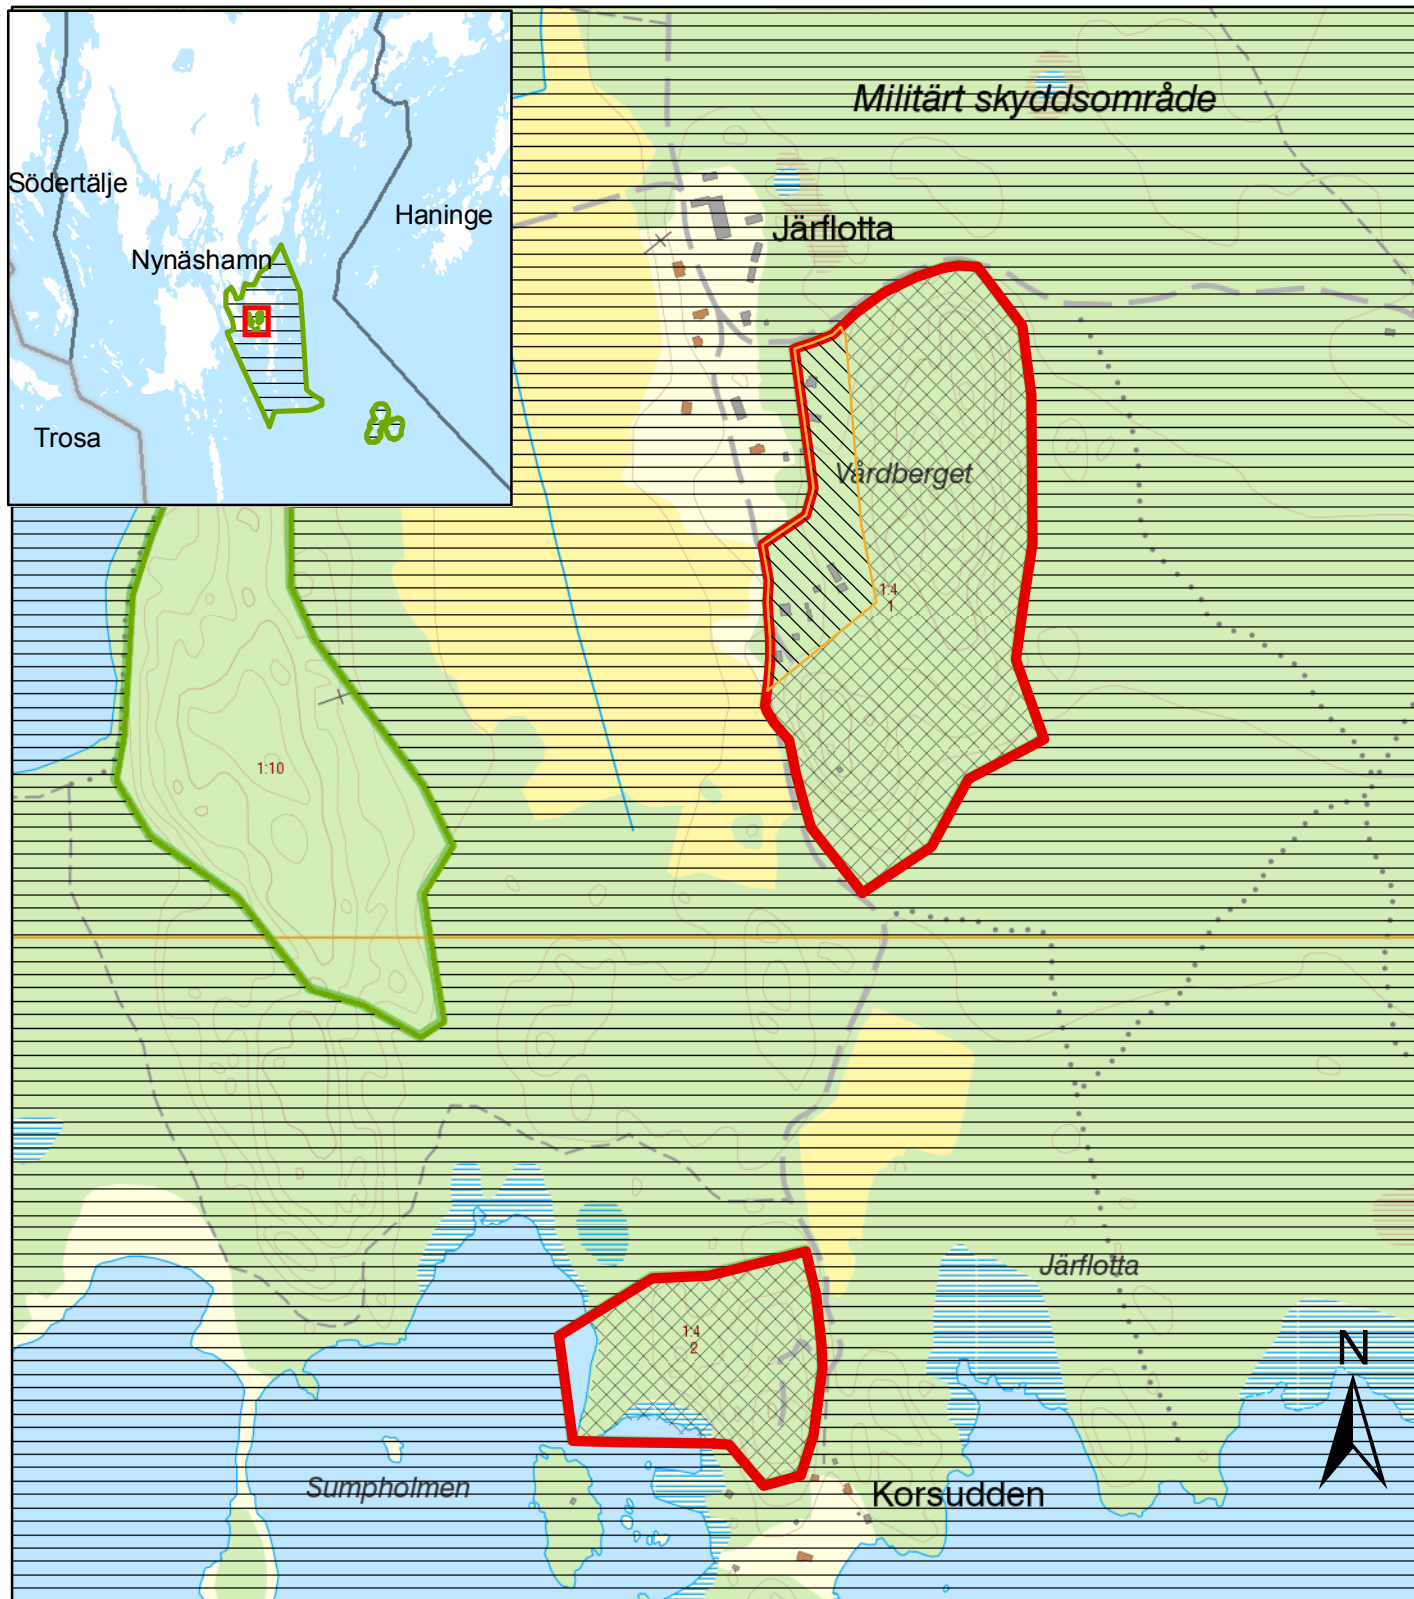 Södertälje
Haninge
Nynäshamn
Trosa
Militärt skyddsområde
Järflotta
Vårdberget
1:4
1
1:10
Järflotta
1:4
2
N
Sumpholmen
Korsudden